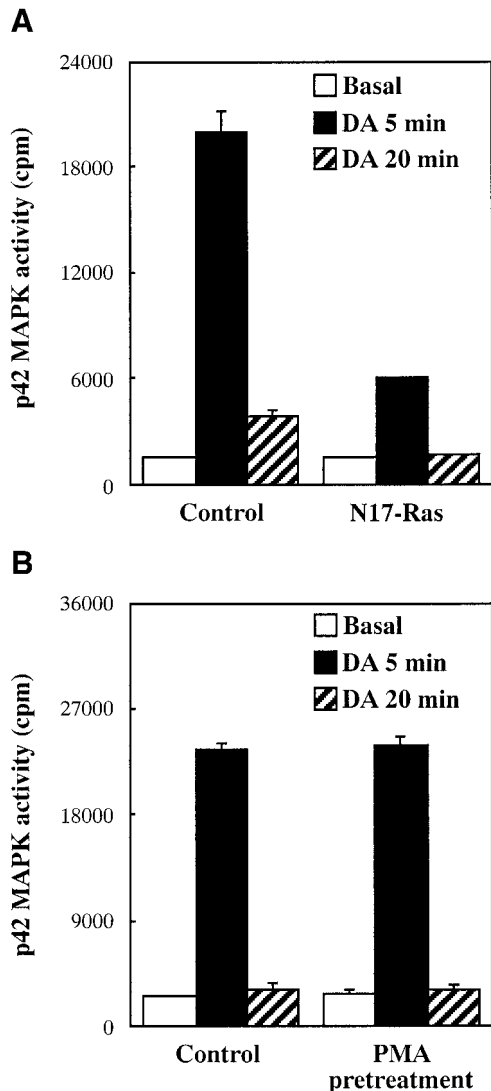 A
p42 MAPK activity (cpm)
24000
18000
12000
6000
0
Basal
DA 5 min
DA 20 min
Control
N17-Ras
B
p42 MAPK activity (cpm)
36000
27000
18000
9000
0
Basal
DA 5 min
DA 20 min
Control
PMA
pretreatment